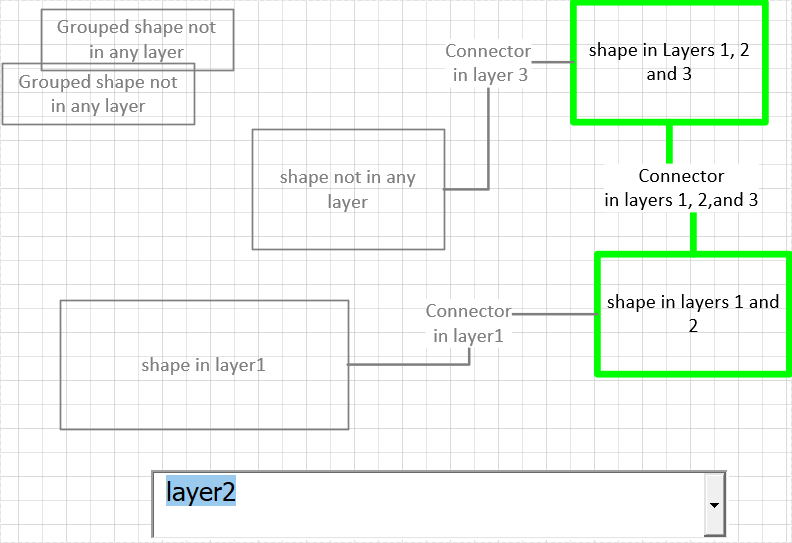 Grouped shape not
in any layer
Grouped shape not
in any layer
Connector
in layer 3
shape in Layers 1, 2
and 3
shape not in any
layer
Connector
in layers 1, 2,and 3
Connector
in layer1
shape in layers 1 and
2
shape in layer1
layer2